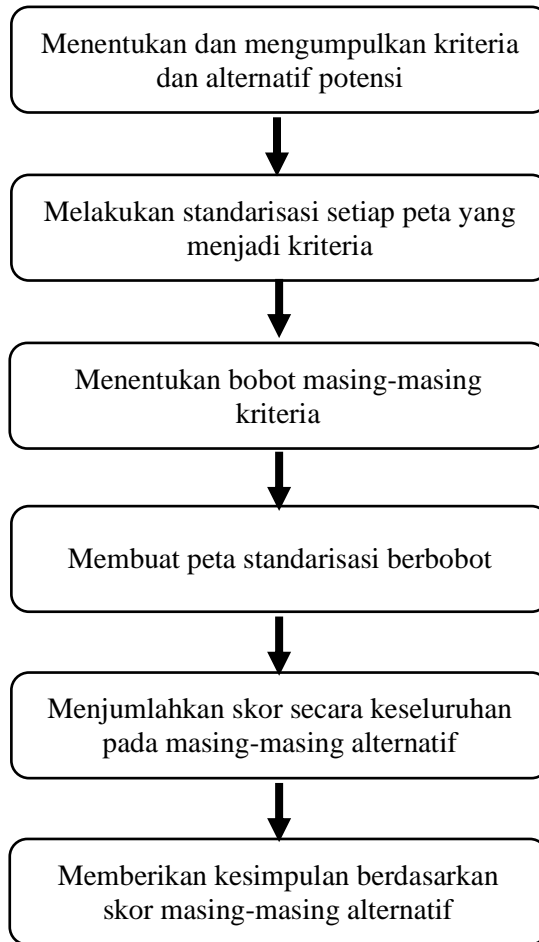 Menentukan dan mengumpulkan kriteria
dan alternatif potensi
Melakukan standarisasi setiap peta yang
menjadi kriteria
Menentukan bobot masing-masing
kriteria
Membuat peta standarisasi berbobot
Menjumlahkan skor secara keseluruhan
pada masing-masing alternatif
Memberikan kesimpulan berdasarkan
skor masing-masing alternatif